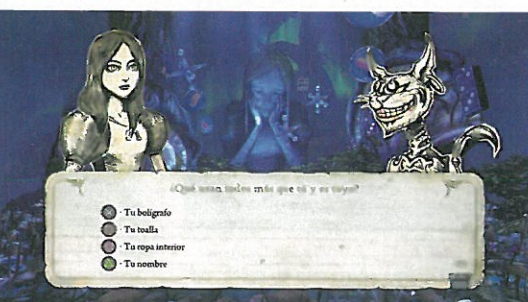 ¿Qué usan todos más que tú y es tuyo?
- Tu bolígrafo
- Tu toalla
- Tu ropa interior
- Tu nombre